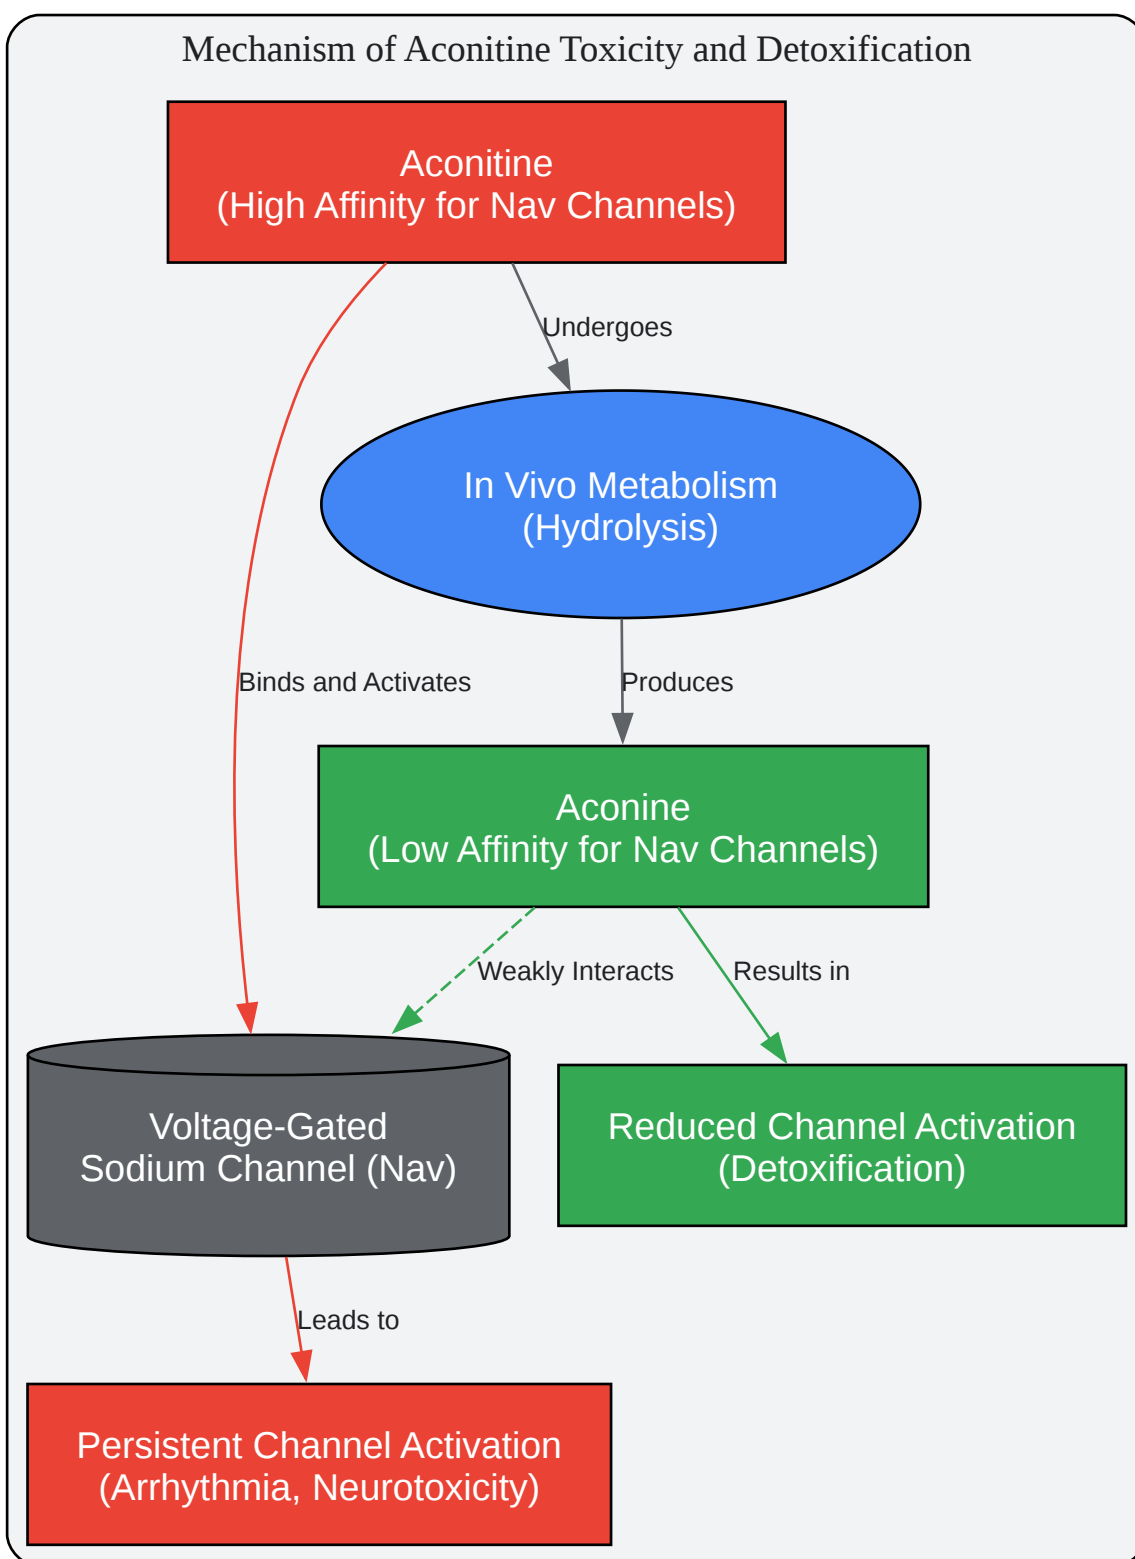 Mechanism of Aconitine Toxicity and Detoxification
Aconitine
(High Affinity for Nav Channels)
Undergoes
In Vivo Metabolism
(Hydrolysis)
Binds and Activates
Produces
Aconine
(Low Affinity for Nav Channels)
Weakly Interacts
Results in
Voltage-Gated
Sodium Channel (Nav)
Reduced Channel Activation
(Detoxification)
Leads to
Persistent Channel Activation
(Arrhythmia, Neurotoxicity)